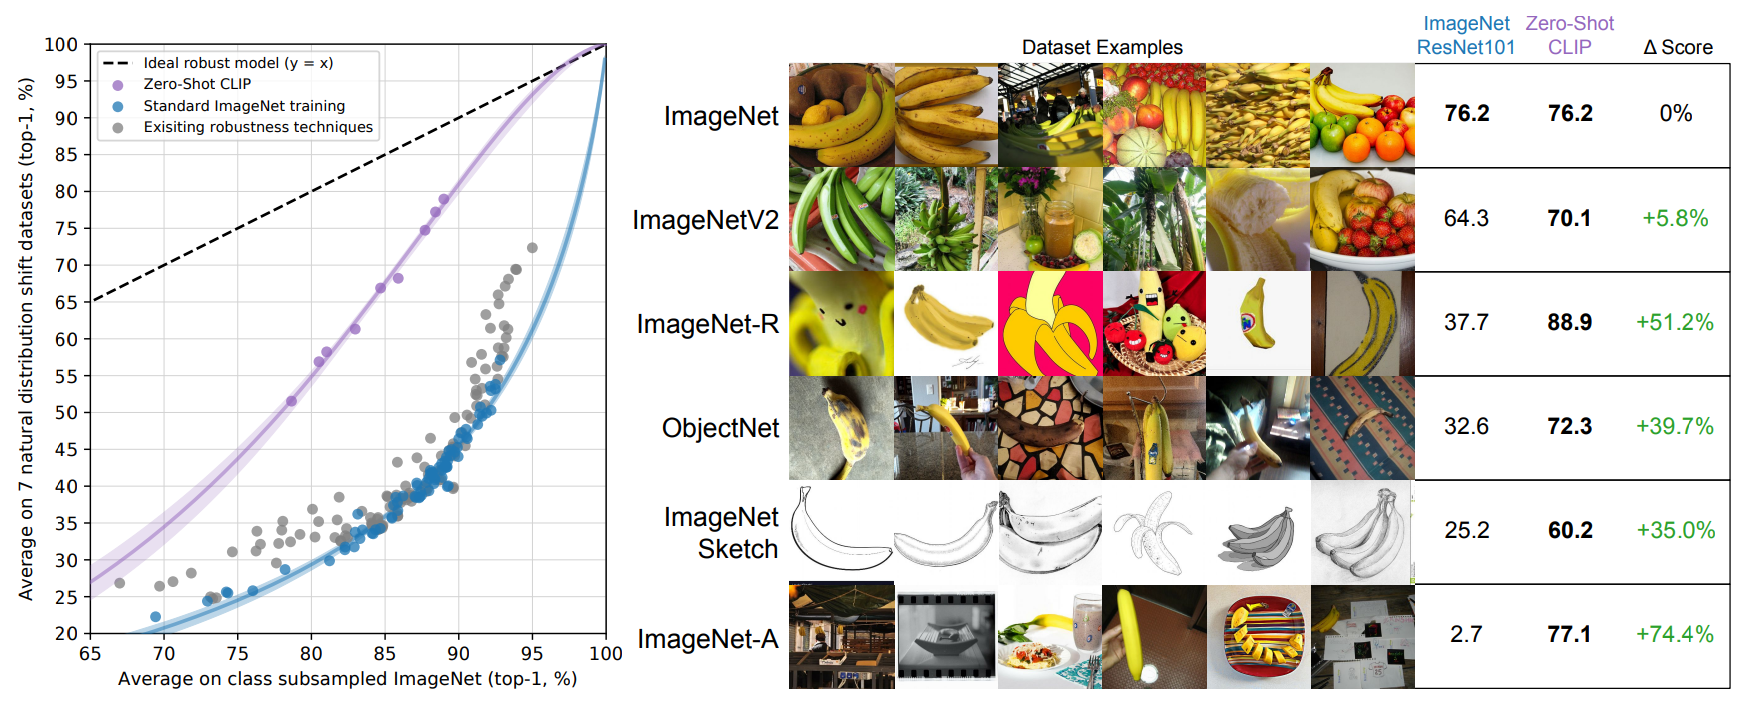 100
95
90
85
80
75
70
65
60
55
50
45
40
35
30
25
20
Average on 7 natural distribution shift datasets (top-1, %)
Ideal robust model (y = x)
Zero-Shot CLIP
Standard ImageNet training
Exisiting robustness techniques
65 70 75 80 85 90 95 100
Average on class subsampled ImageNet (top-1, %)
Dataset Examples
ImageNet
ResNet101
Zero-Shot
CLIP
Δ Score
ImageNet 76.2 76.2 0%
ImageNetV2 64.3 70.1 +5.8%
ImageNet-R 37.7 88.9 +51.2%
ObjectNet 32.6 72.3 +39.7%
ImageNet
Sketch 25.2 60.2 +35.0%
ImageNet-A 2.7 77.1 +74.4%